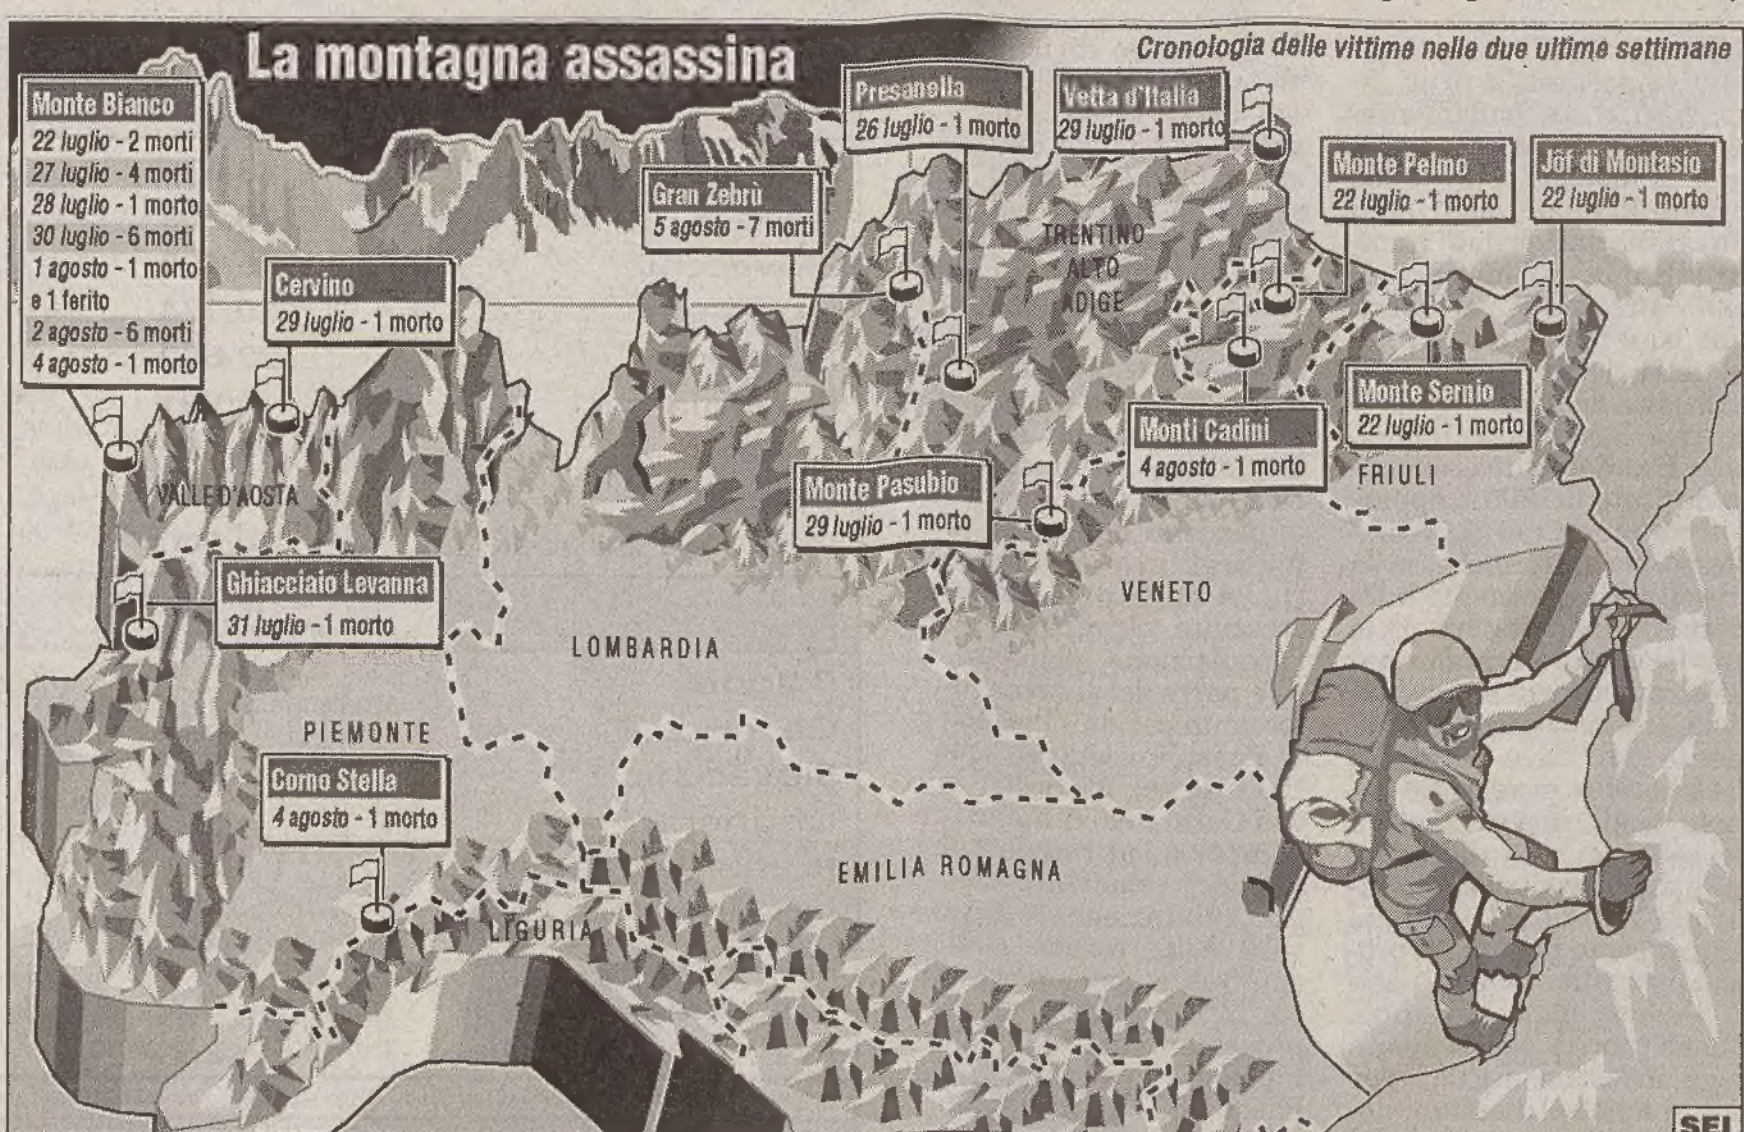 La montagna assassina
Cronologia delle vittime nelle due ultime settimane
Monte Bianco
22 luglio - 2 morti
27 luglio - 4 morti
28 luglio - 1 morto
30 luglio - 6 morti
1 agosto - 1 morto
e 1 ferito
2 agosto - 6 morti
4 agosto - 1 morto
Cervino
29 luglio - 1 morto
Gran Zebrù
5 agosto - 7 morti
Presanella
26 luglio - 1 morto
Vetta d'Italia
29 luglio - 1 morto
Monte Pelmo
22 luglio - 1 morto
Jôf di Montasio
22 luglio - 1 morto
TRENTINO
ALTO
ADIGE
Monte Sernio
22 luglio - 1 morto
Monti Cadini
4 agosto - 1 morto
Monte Pasubio
29 luglio - 1 morto
FRIULI
VALLE D'AOSTA
Ghiacciaio Levanna
31 luglio - 1 morto
VENETO
LOMBARDIA
PIEMONTE
Corno Stella
4 agosto - 1 morto
EMILIA ROMAGNA
LIGURIA